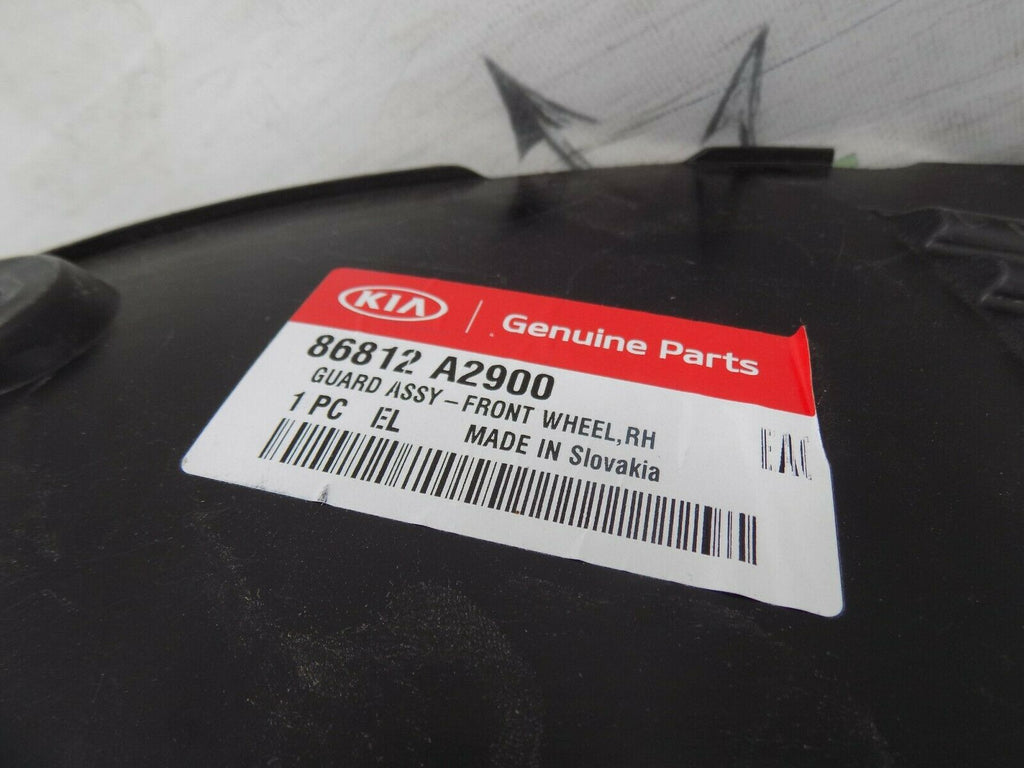 KIA | Genuine Parts
86812 A2900
GUARD ASSY-FRONT WHEEL,RH
1 PC EL MADE IN Slovakia
EAC